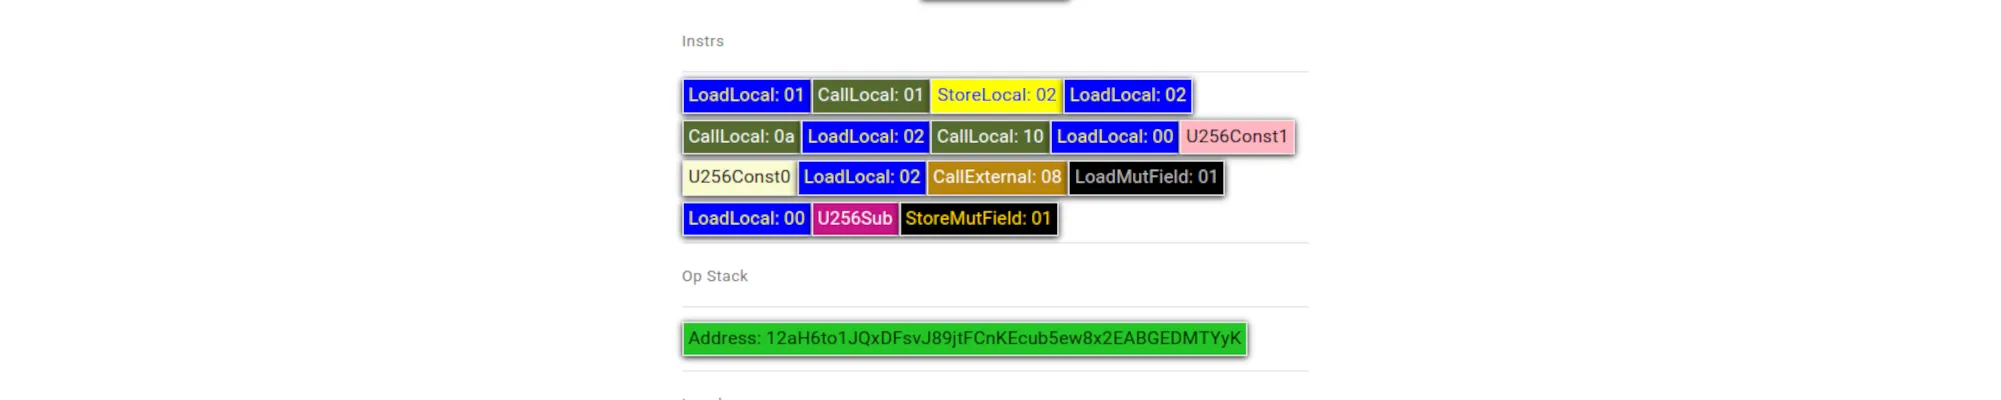 Instrs
LoadLocal: 01 CallLocal: 01 StoreLocal: 02 LoadLocal: 02
CallLocal: 0a LoadLocal: 02 CallLocal: 10 LoadLocal: 00 U256Const1
U256Const0 LoadLocal: 02 CallExternal: 08 LoadMutField: 01
LoadLocal: 00 U256Sub StoreMutField: 01
Op Stack
Address: 12aH6to1JQxDFsvJ89jtFCnKEcub5ew8x2EABGEDMTYyK